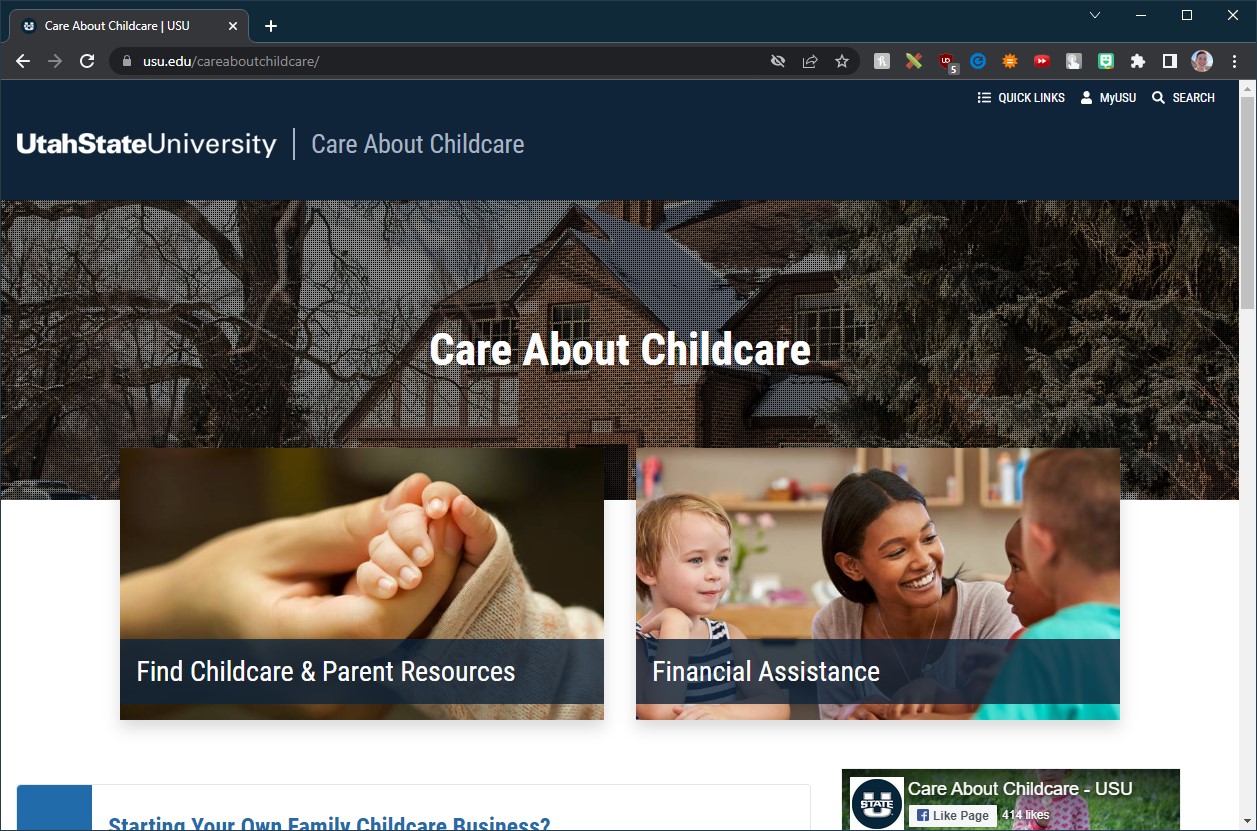 Care About Childcare | USU
usu.edu/careaboutchildcare/
5
QUICK LINKS MyUSU SEARCH
UtahStateUniversity | Care About Childcare
Care About Childcare
Find Childcare & Parent Resources
Financial Assistance
Starting Your Own Family Childcare Business?
STATE
Care About Childcare - USU
Like Page 414 likes